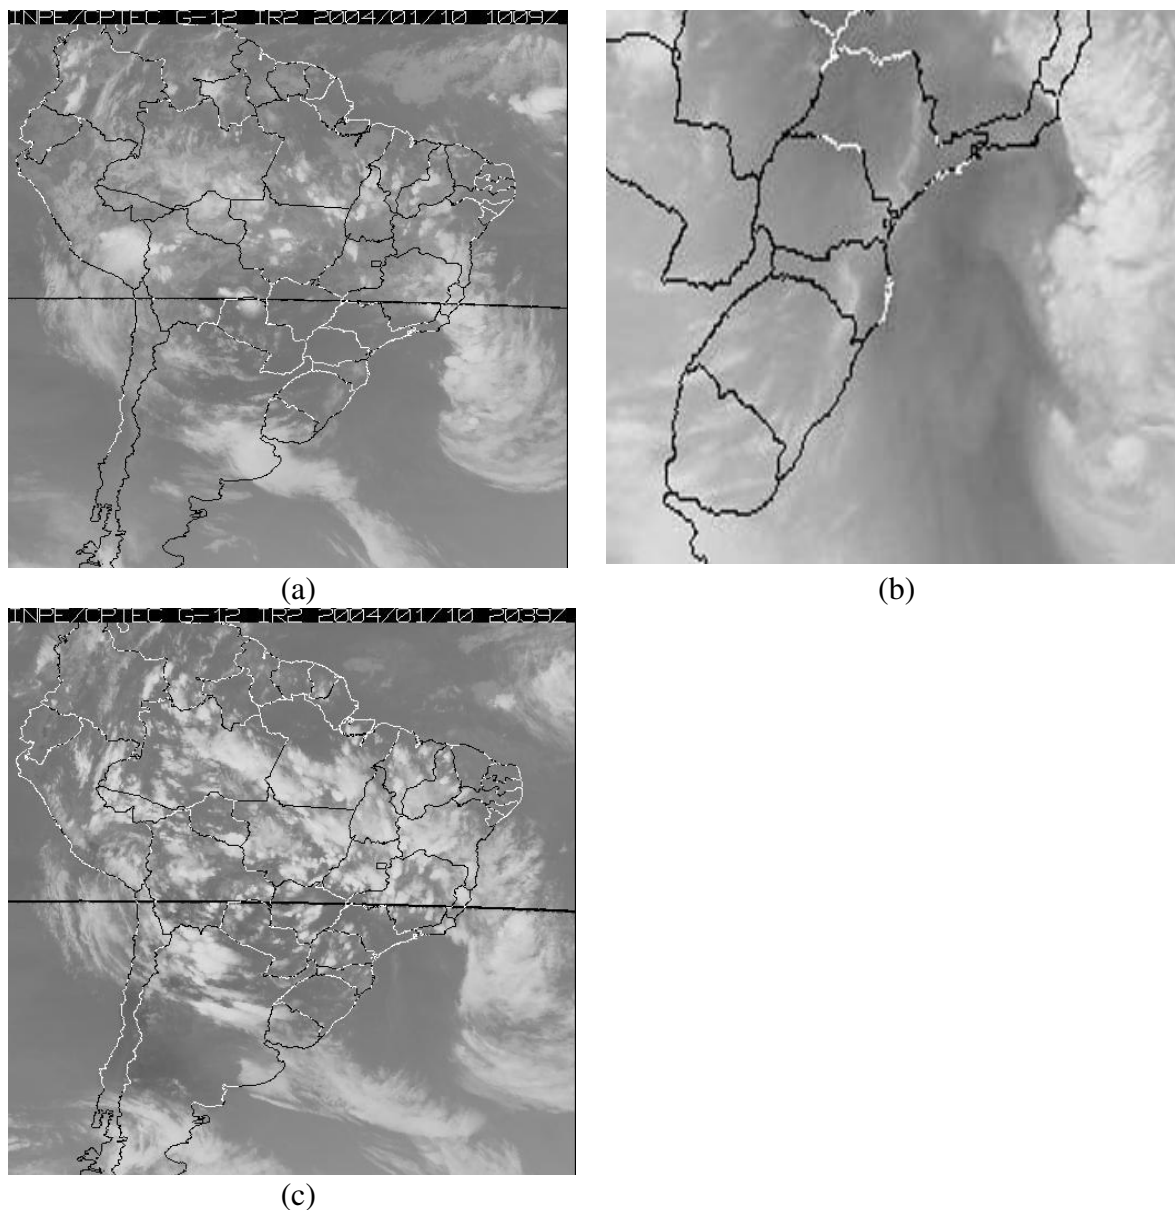 INPE/CPTEC G-12 IR2 2004/01/10 1009Z
(a)
(b)
INPE/CPTEC G-12 IR2 2004/01/10 2039Z
(c)